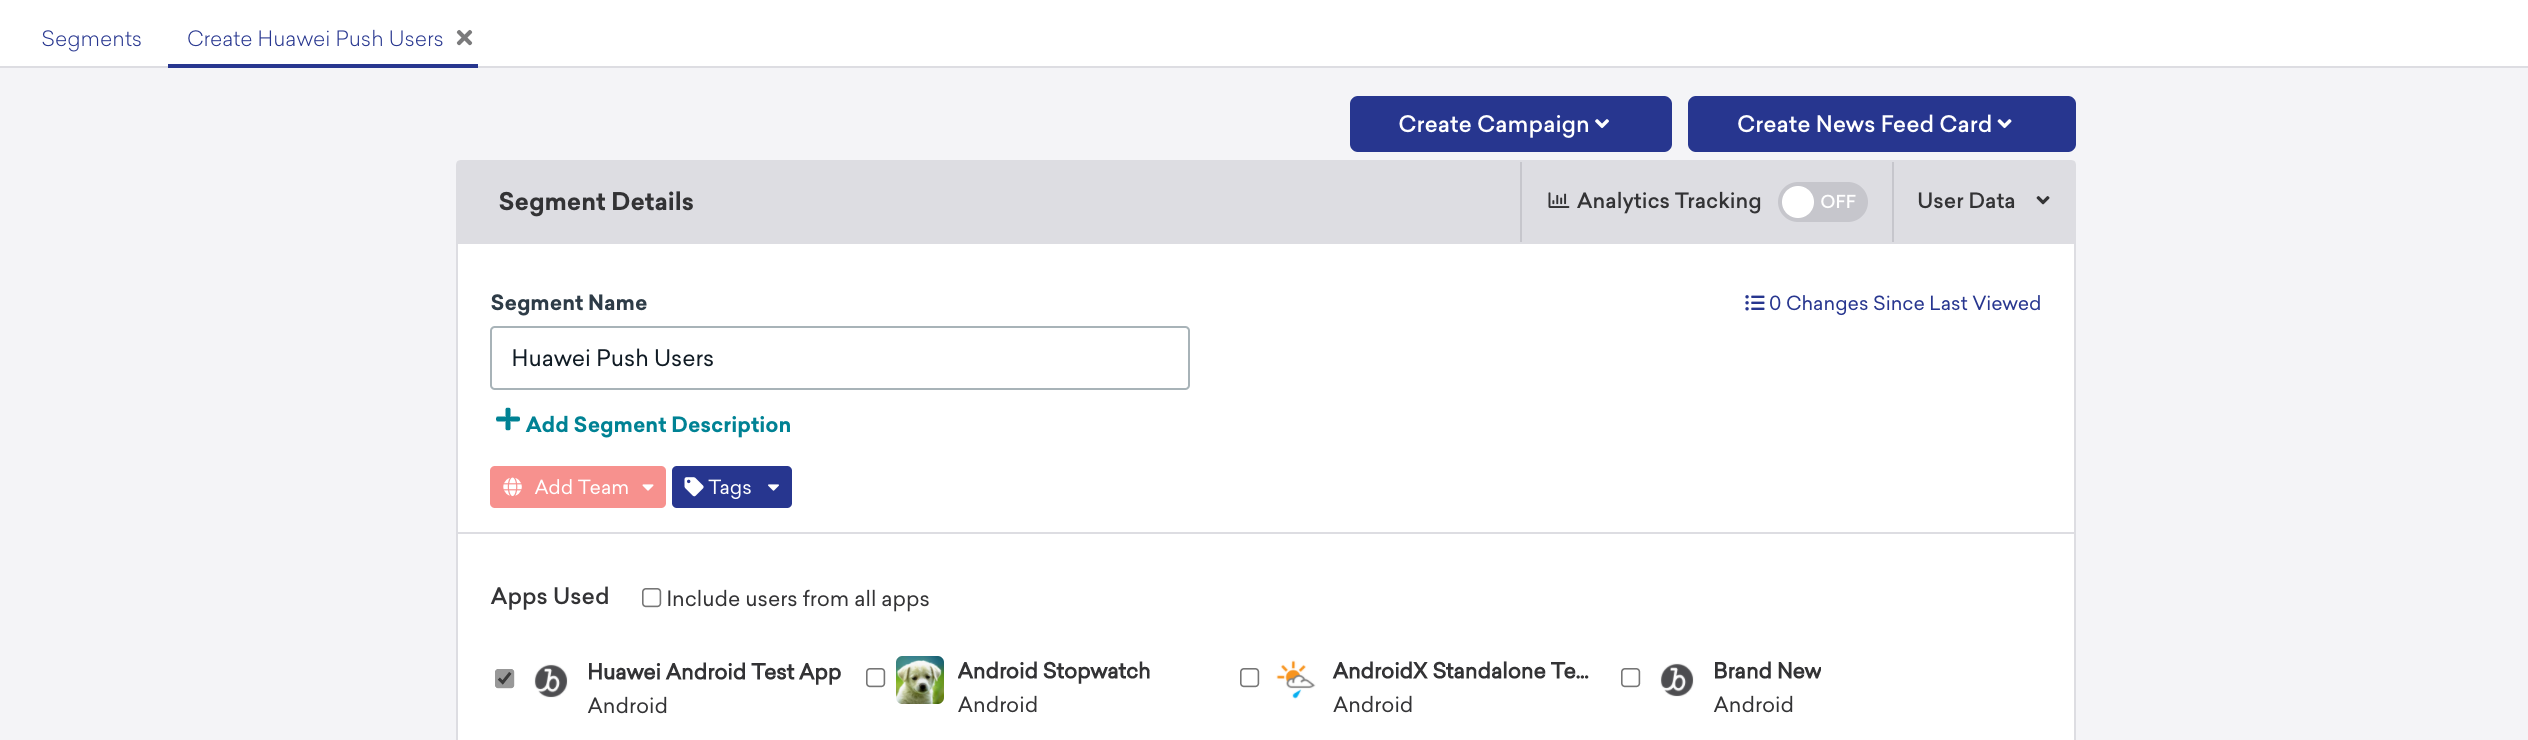 Segments Create Huawei Push Users
Create Campaign Create News Feed Card
Segment Details Analytics Tracking OFF User Data
Segment Name 0 Changes Since Last Viewed
Huawei Push Users
Add Segment Description
Add Team Tags
Apps Used Include users from all apps
Huawei Android Test App Android Stopwatch AndroidX Standalone Te... Brand New
Android Android Android Android